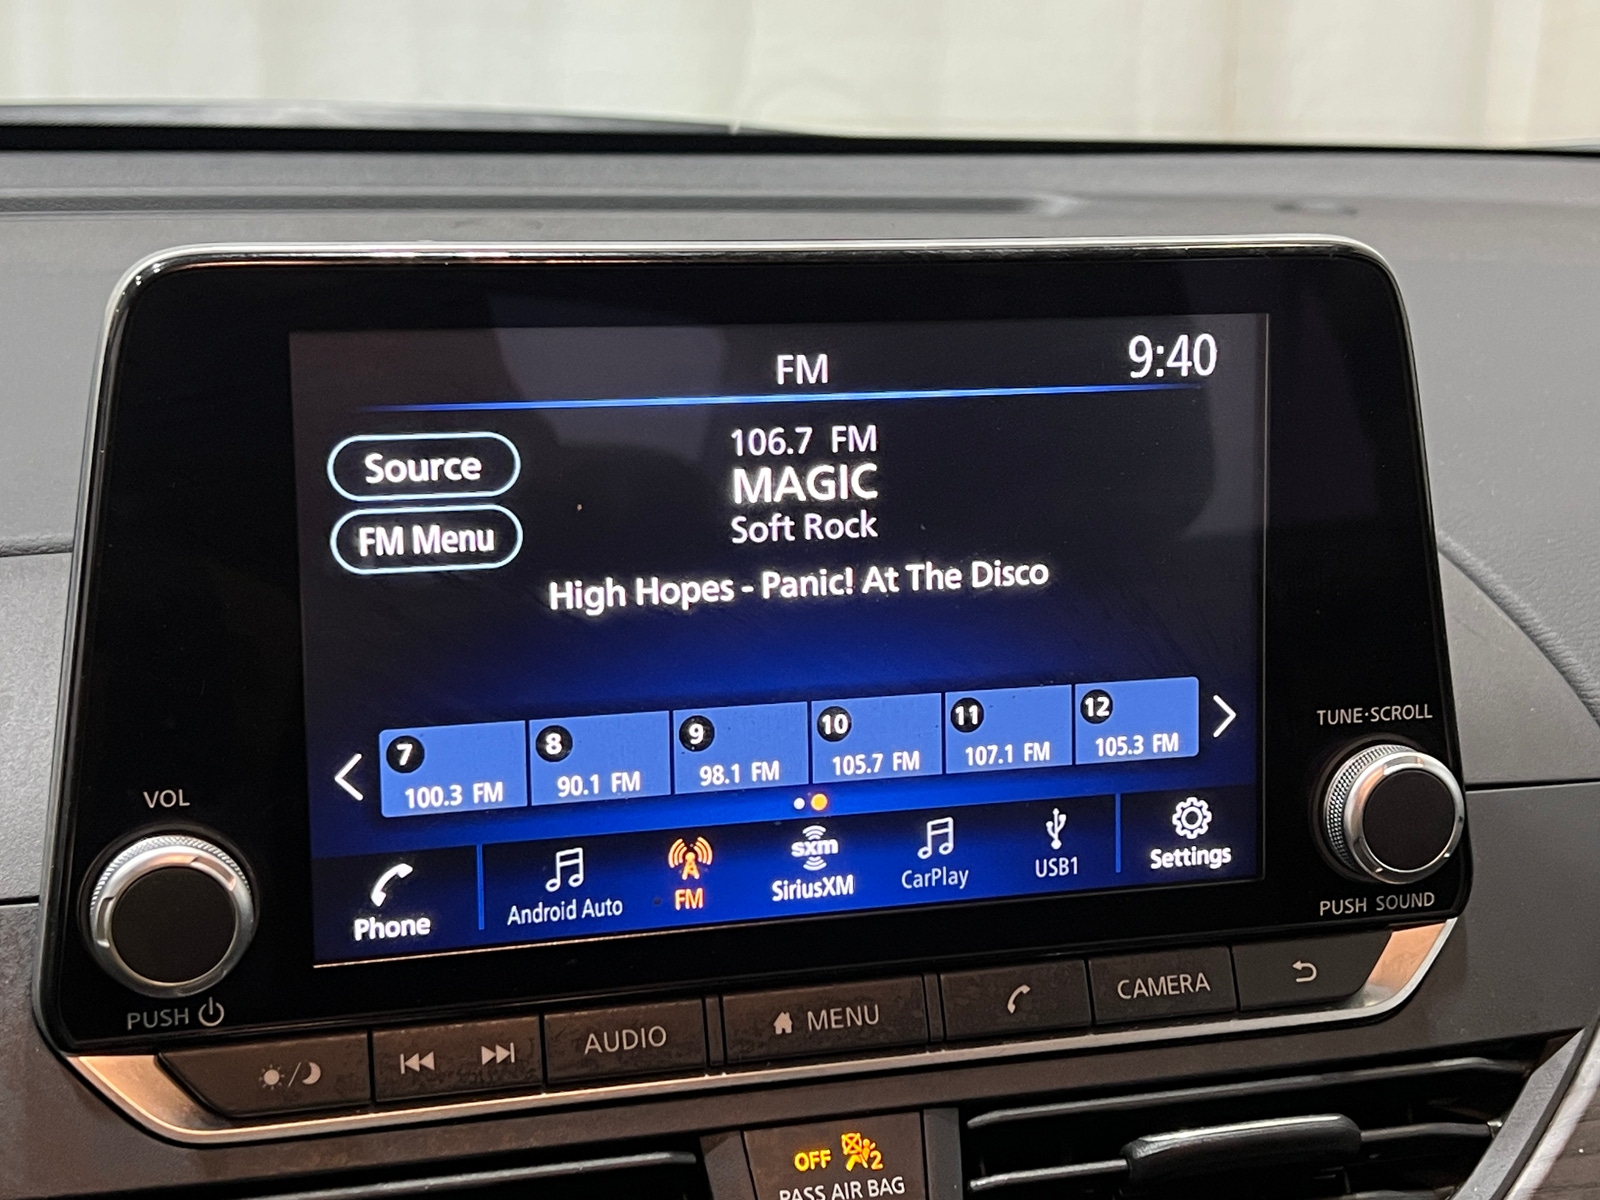 FM
9:40
Source
FM Menu
106.7 FM
MAGIC
Soft Rock
High Hopes - Panic! At The Disco
7
100.3 FM
8
90.1 FM
9
98.1 FM
10
105.7 FM
11
107.1 FM
12
105.3 FM
Phone
Android Auto
FM
sxm
SiriusXM
CarPlay
USB1
Settings
VOL
PUSH
TUNE·SCROLL
PUSH SOUND
AUDIO
MENU
CAMERA
OFF
2
PASS AIR BAG